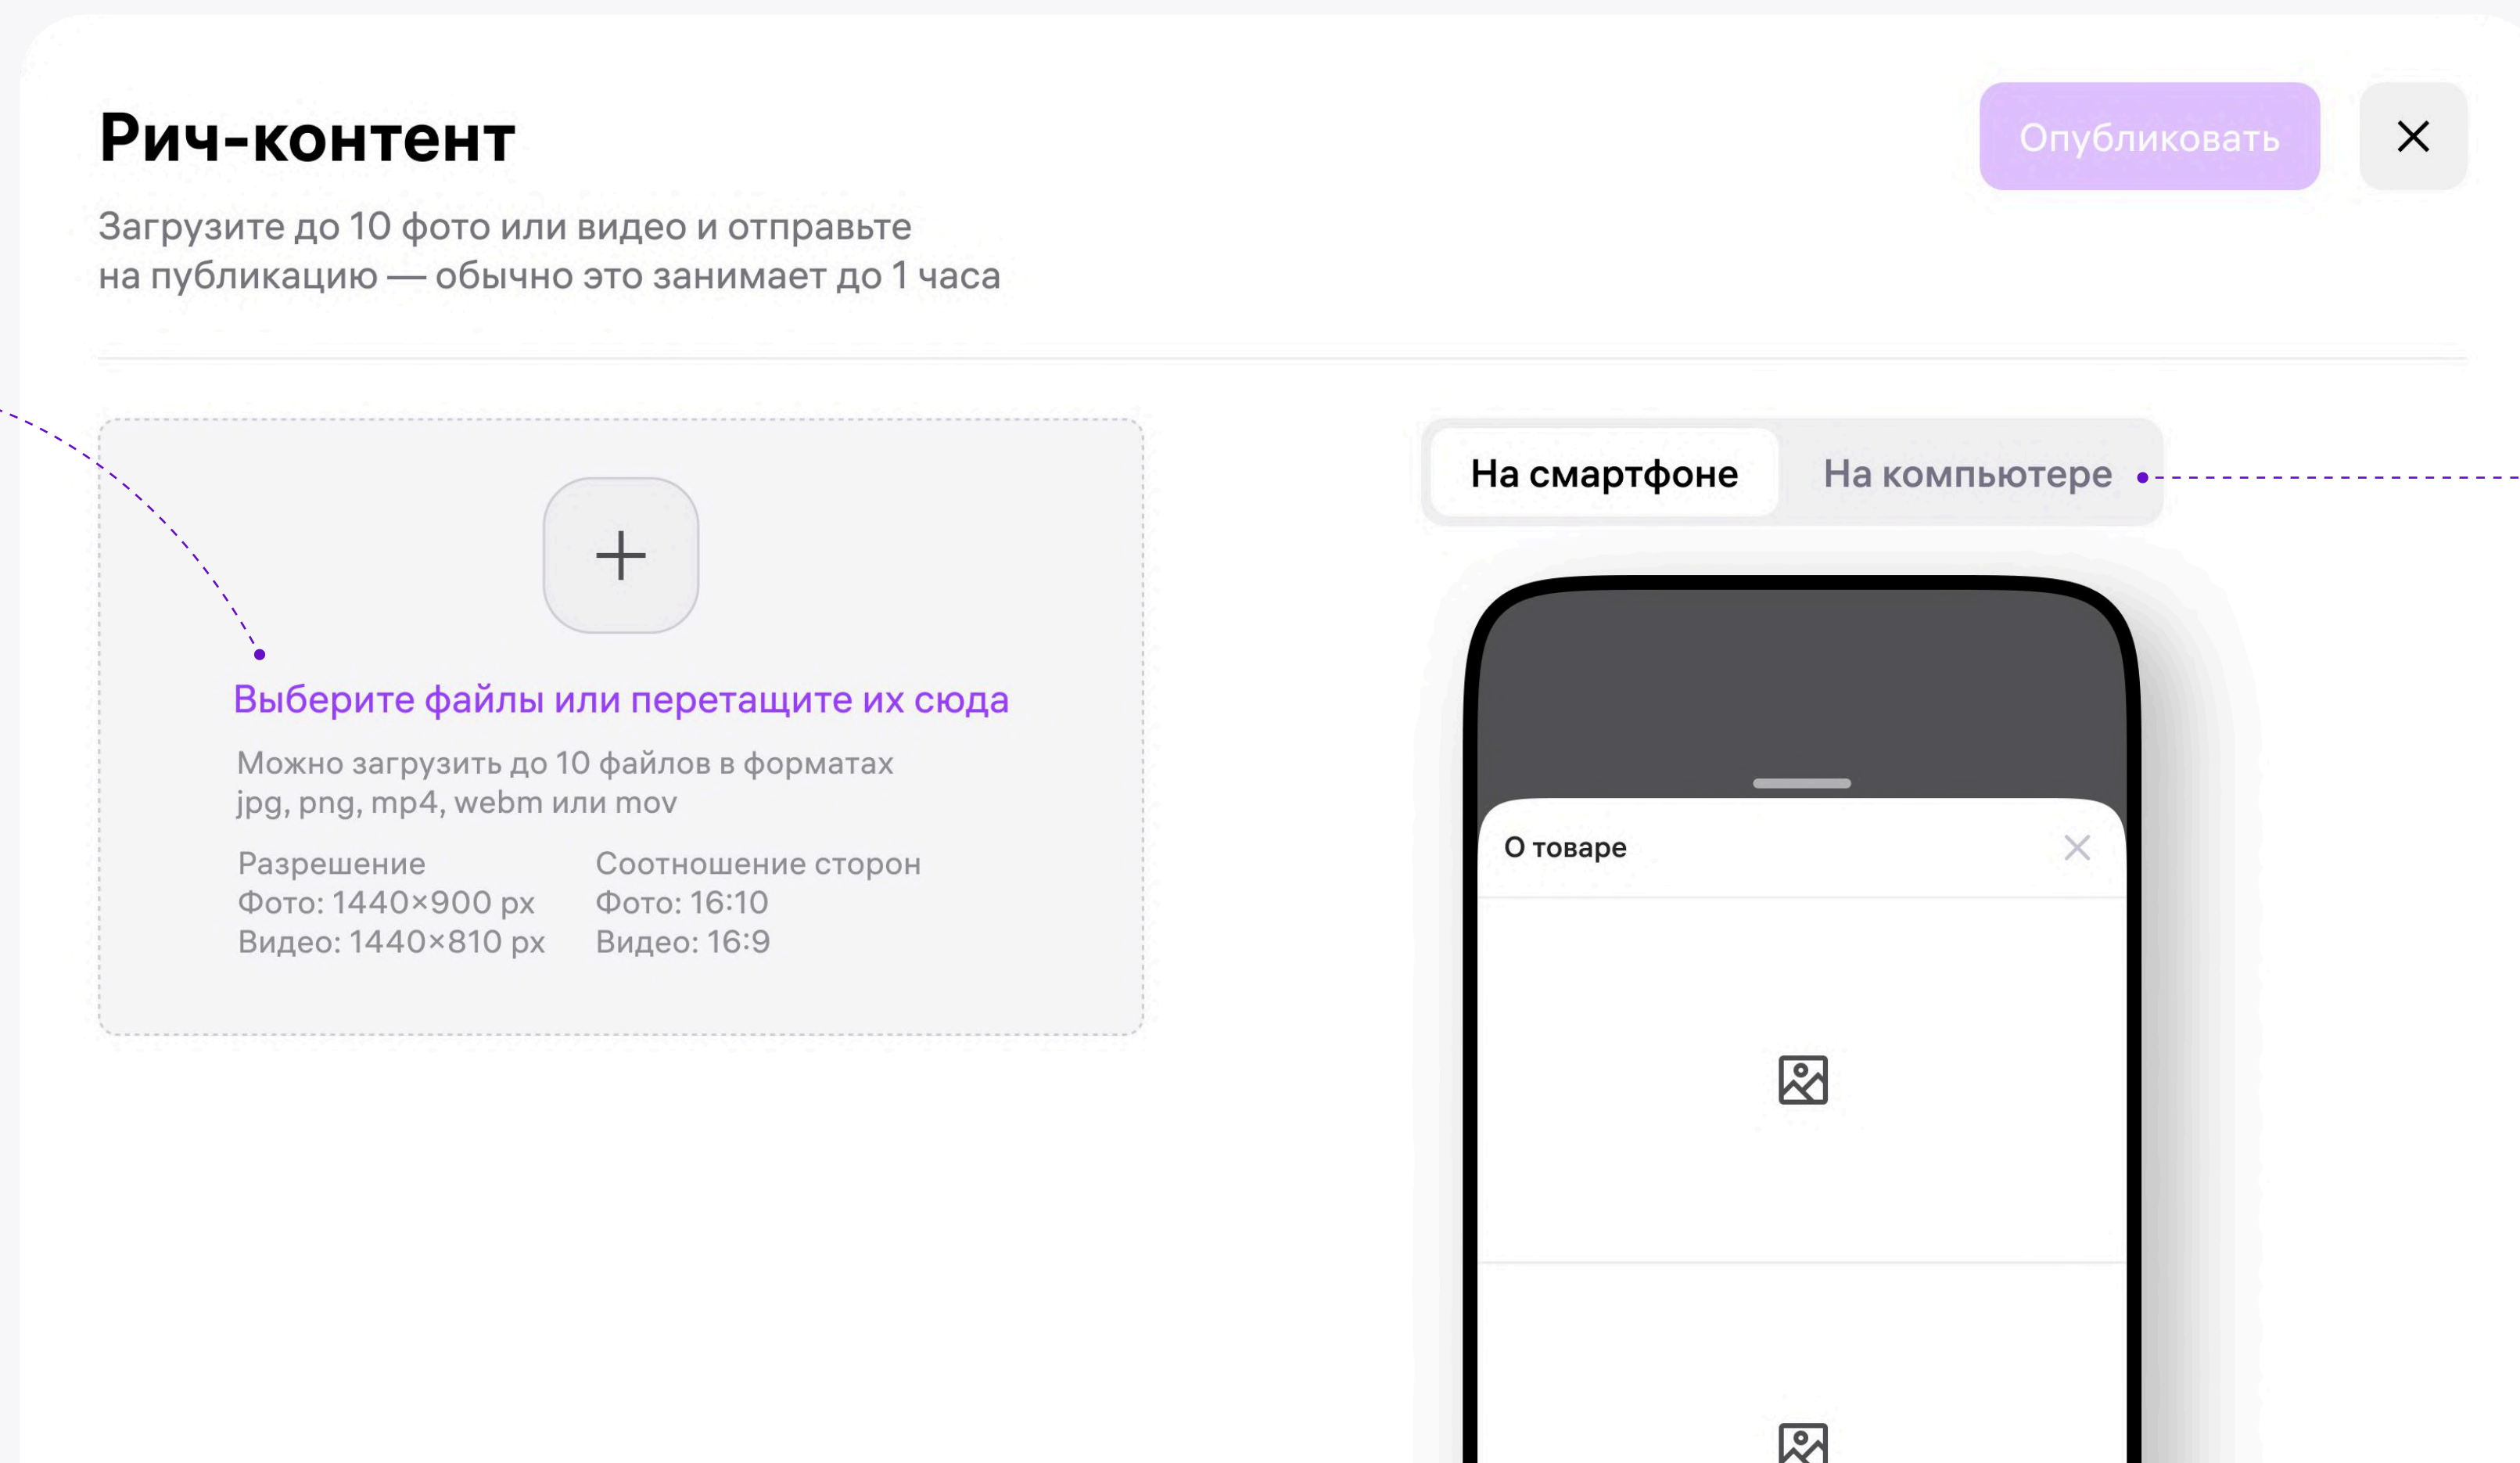 Рич-контент
Опубликовать
Загрузите до 10 фото или видео и отправьте
на публикацию — обычно это занимает до 1 часа
На смартфоне
На компьютере
Выберите файлы или перетащите их сюда
Можно загрузить до 10 файлов в форматах
jpg, png, mp4, webm или mov
Разрешение
Фото: 1440×900 px
Видео: 1440×810 px
Соотношение сторон
Фото: 16:10
Видео: 16:9
О товаре